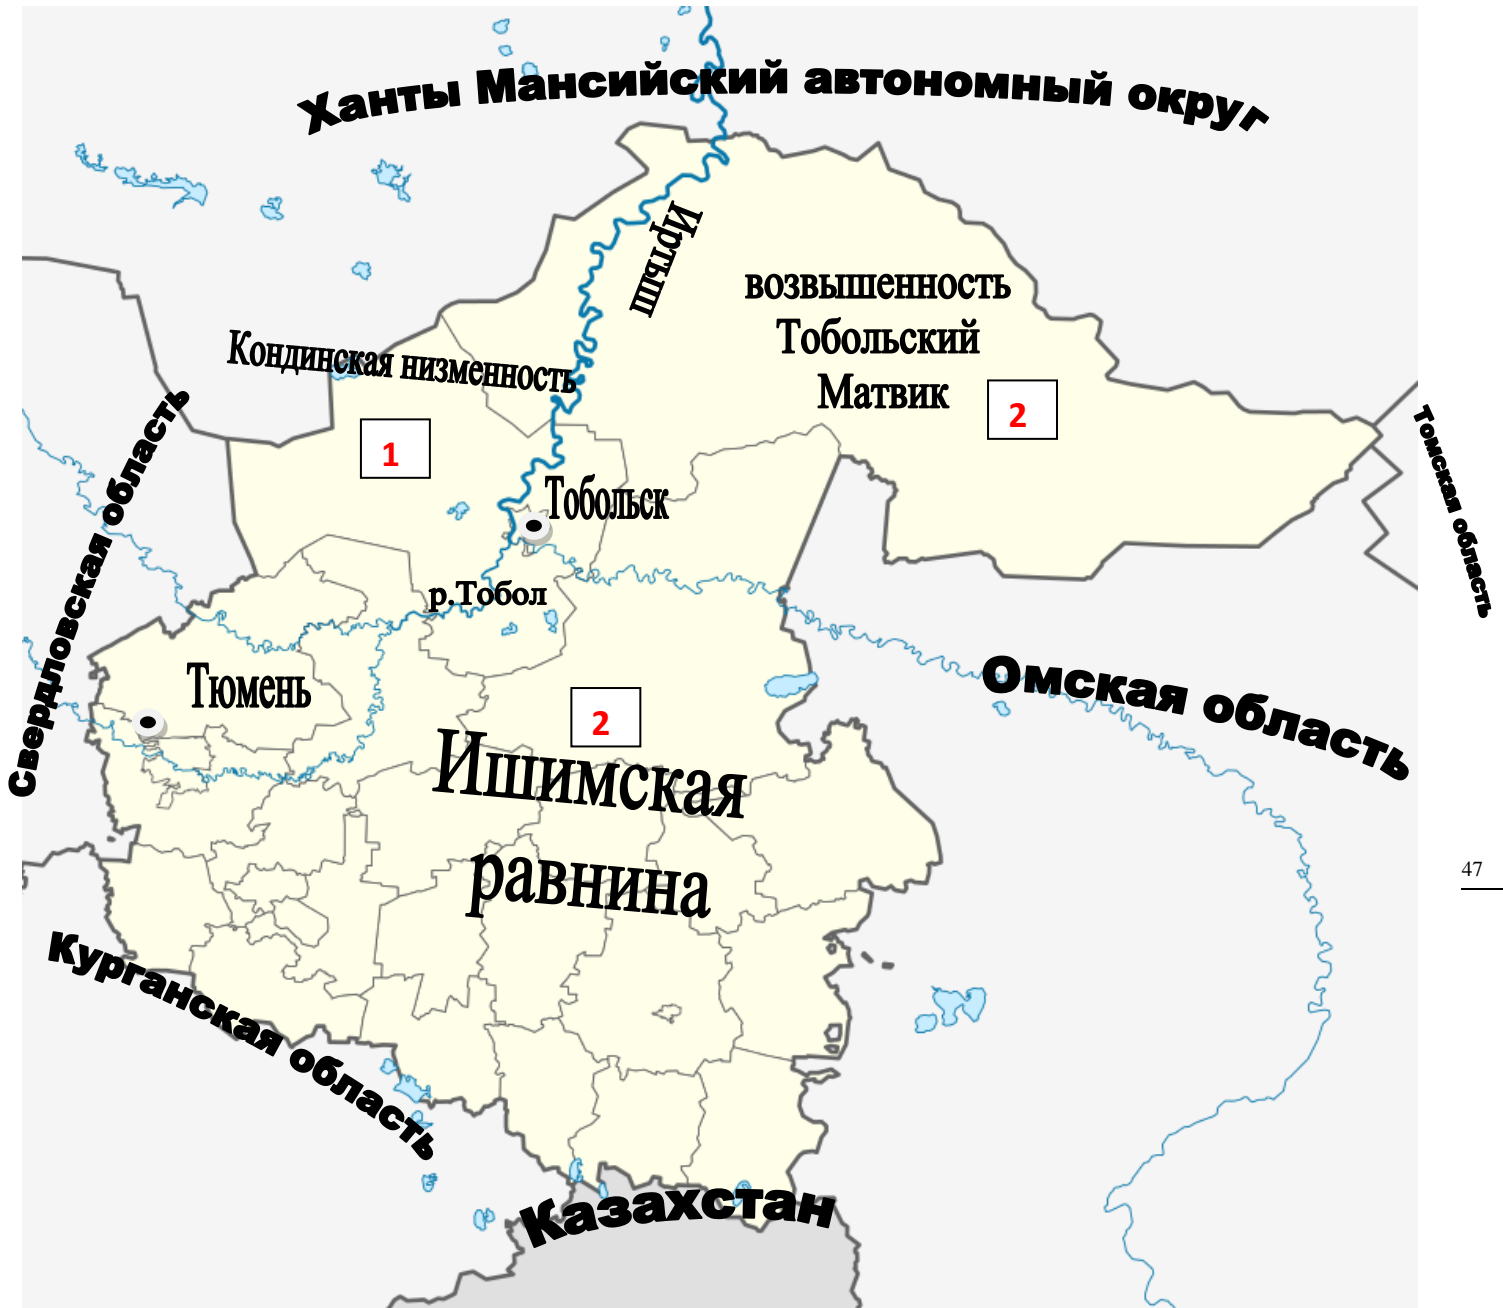 Ханты Мансийский автономный округ
Иртыш
возвышенность
Тобольский
Матвик
2
Кондинская низменность
1
Томская область
Свердловская область
Тобольск
р.Тобол
Тюмень
Омская область
2
Ишимская
равнина
47
Курганская область
Казахстан